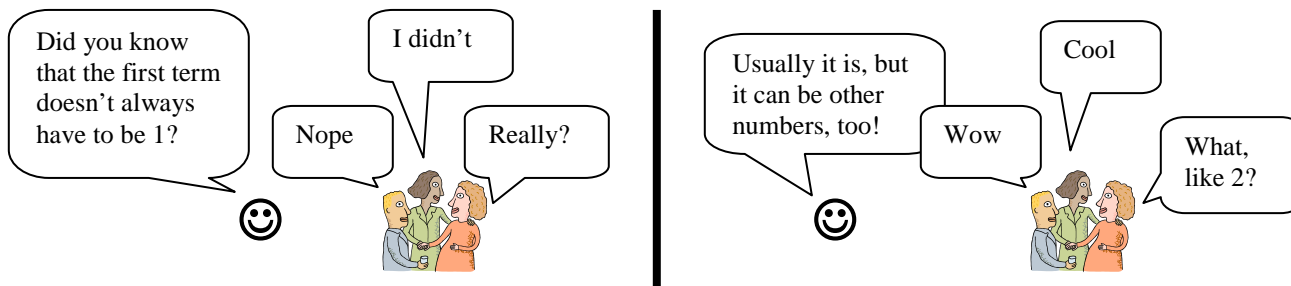 Did you know
that the first term
doesn’t always
have to be 1?
Nope
I didn’t
Really?
Usually it is, but
it can be other
numbers, too!
Wow
Cool
What,
like 2?